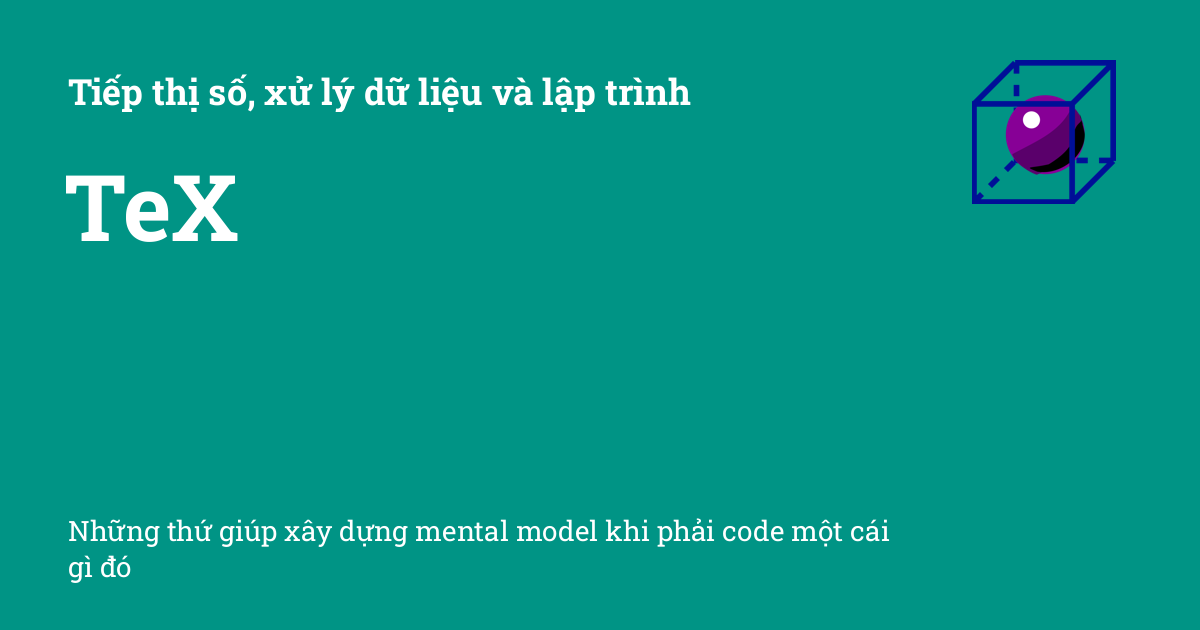 Tiếp thị số, xử lý dữ liệu và lập trình
TeX
Những thứ giúp xây dựng mental model khi phải code một cái
gì đó